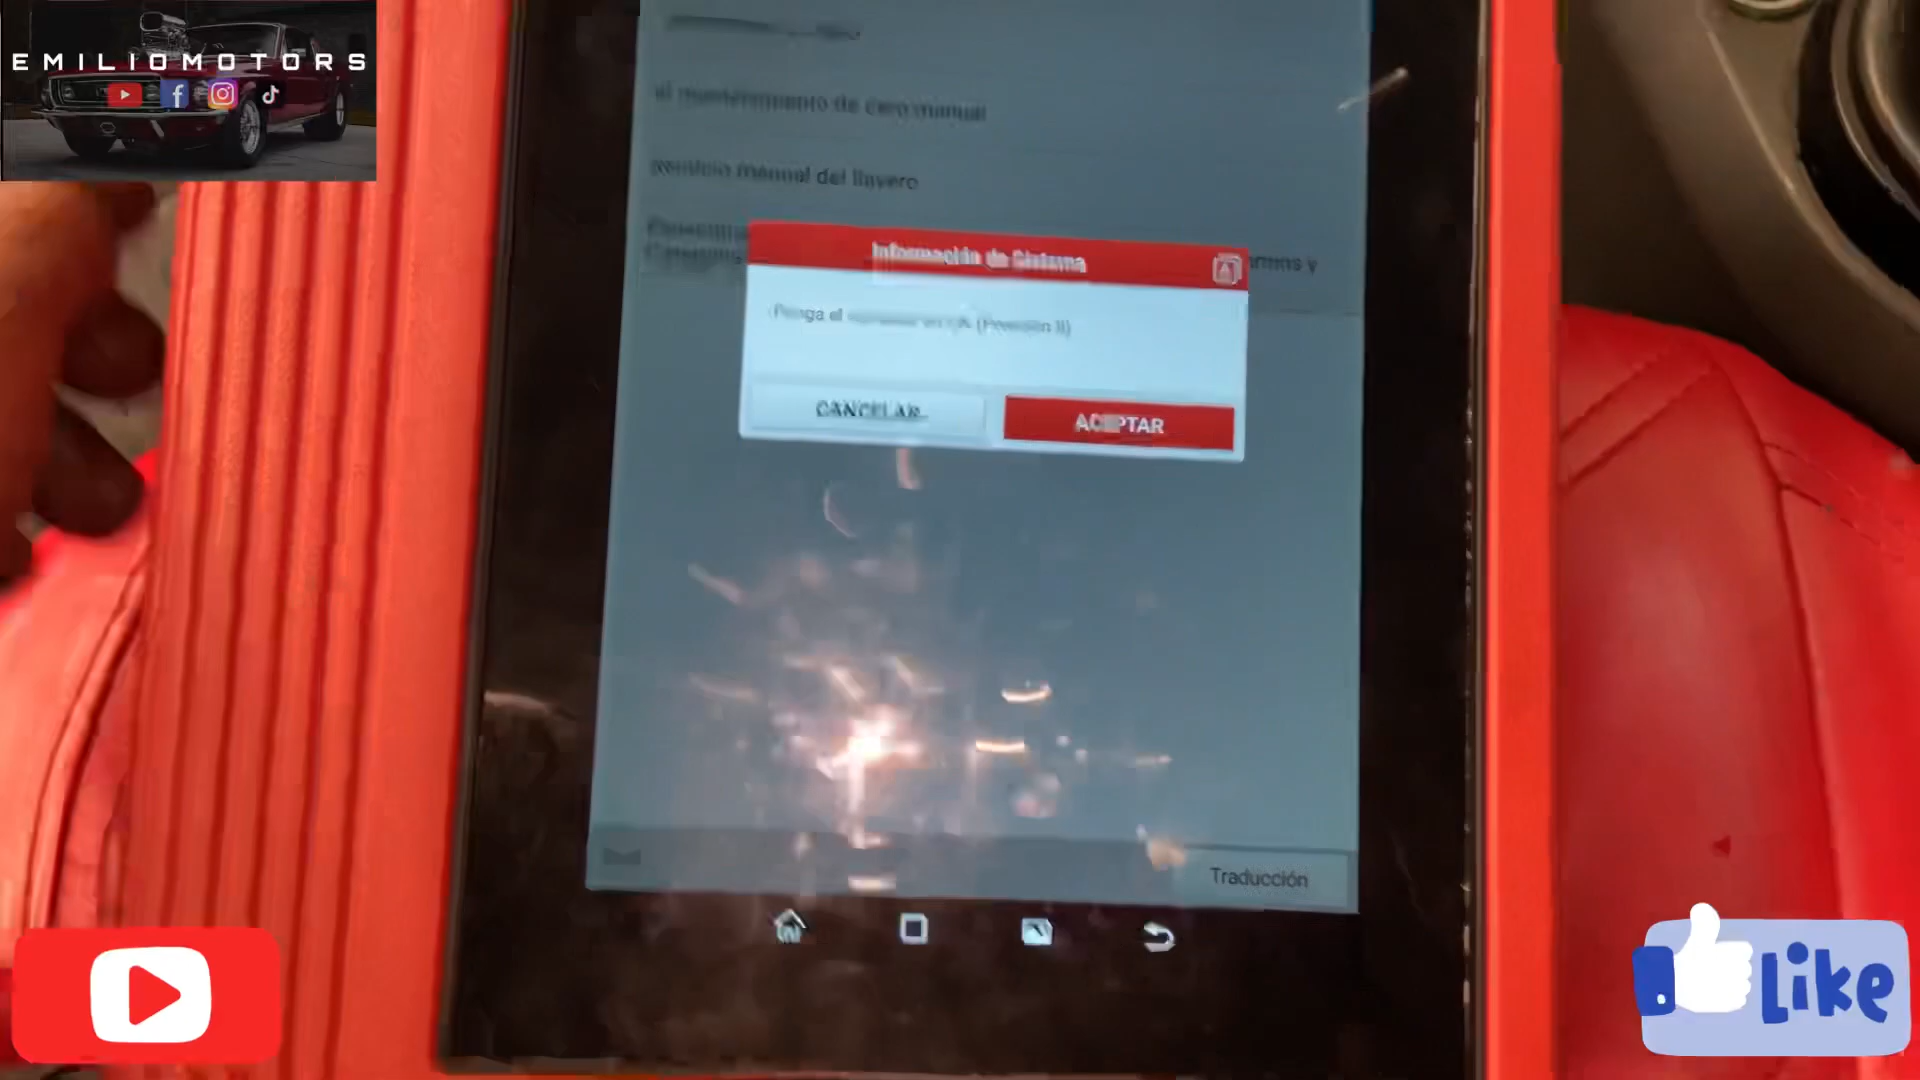 EMILIOMOTORS
el mantenimiento de cero manual
Servicio manual del llavero
Información de Sistema
Ponga el en (Posición II)
CANCELAR
ACEPTAR
Traducción
Like